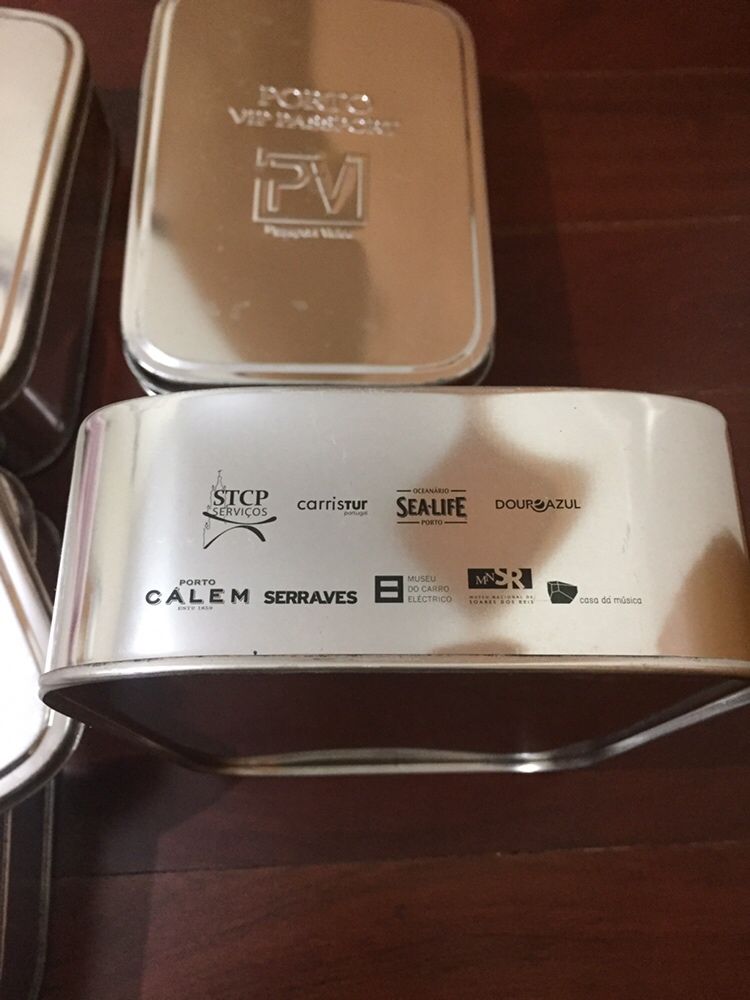 PORTO
VIP PASSPORT
PV
STCP
SERVIÇOS
carrisTUR
portugal
OCEANÁRIO
SEA LIFE
PORTO
DOUROAZUL
PORTO
CÁLEM
ESTD 1859
SERRALVES
MUSEU
DO CARRO
ELÉCTRICO
MNSR
MUSEU NACIONAL DE
SOARES DOS REIS
casa da música